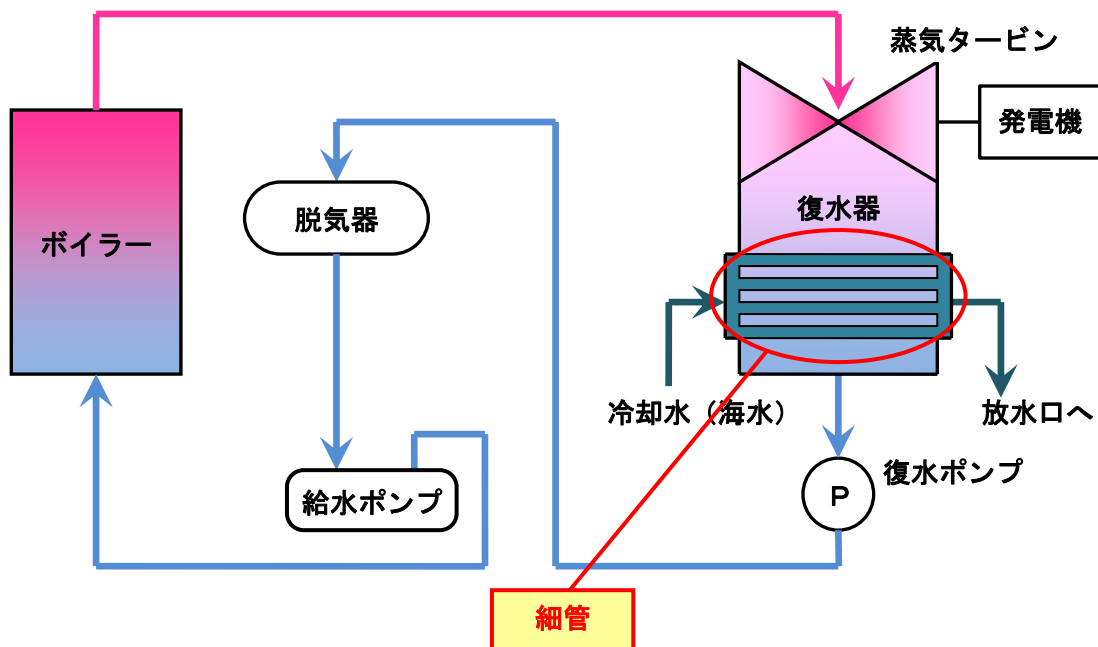 蒸気タービン
発電機
ボイラー
脱気器
復水器
冷却水（海水）
放水口へ
給水ポンプ
P
復水ポンプ
細管